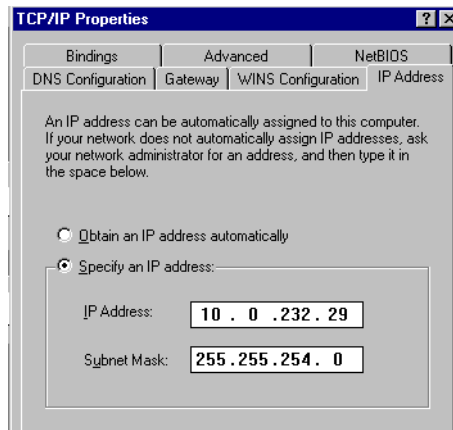 TCP/IP Properties
Bindings Advanced NetBIOS
DNS Configuration Gateway WINS Configuration IP Address
An IP address can be automatically assigned to this computer.
If your network does not automatically assign IP addresses, ask
your network administrator for an address, and then type it in
the space below.
Obtain an IP address automatically
Specify an IP address:
IP Address: 10 . 0 .232 . 29
Subnet Mask: 255.255.254. 0